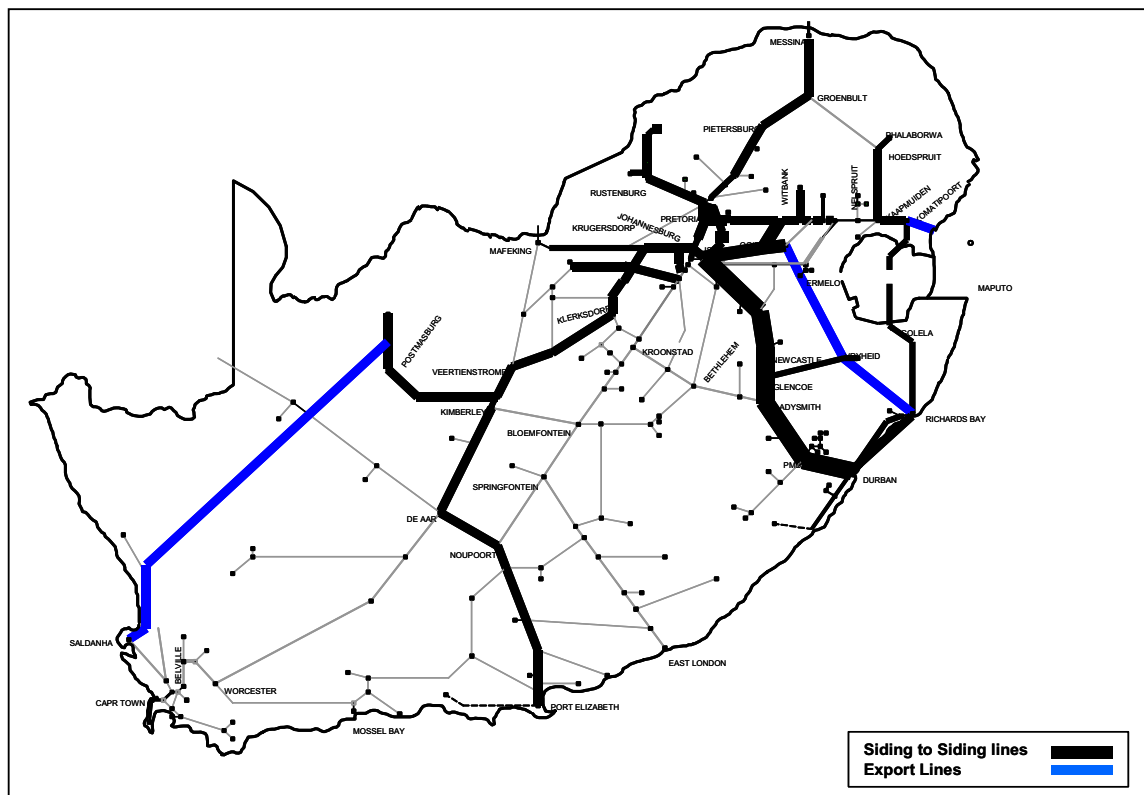 MESSINA
GROENBULT
PIETERSBURG
PHALABORWA
HOEDSPRUIT
RUSTENBURG
WITBANK
NELSPRUIT
KAAPMUIDEN
KOMATIPOORT
PRETORIA
JOHANNESBURG
KRUGERSDORP
MAFEKING
ERMELO
MAPUTO
GOLELA
KLERKSDORP
POSTMASBURG
KROONSTAD
BETHLEHEM
NEWCASTLE
VRYHEID
VEERTIENSTROME
GLENCOE
LADYSMITH
KIMBERLEY
RICHARDS BAY
BLOEMFONTEIN
PMB
DURBAN
SPRINGFONTEIN
DE AAR
NOUPOORT
SALDANHA
BELVILLE
EAST LONDON
WORCESTER
CAPR TOWN
PORT ELIZABETH
MOSSEL BAY
Siding to Siding lines
Export Lines